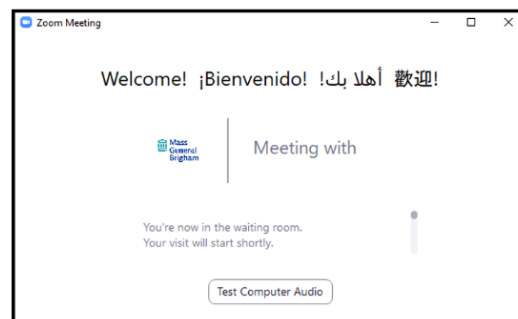 Zoom Meeting
Welcome! ¡Bienvenido! أهلا بك! 歡迎!
Mass
General
Brigham
Meeting with
You're now in the waiting room.
Your visit will start shortly.
Test Computer Audio